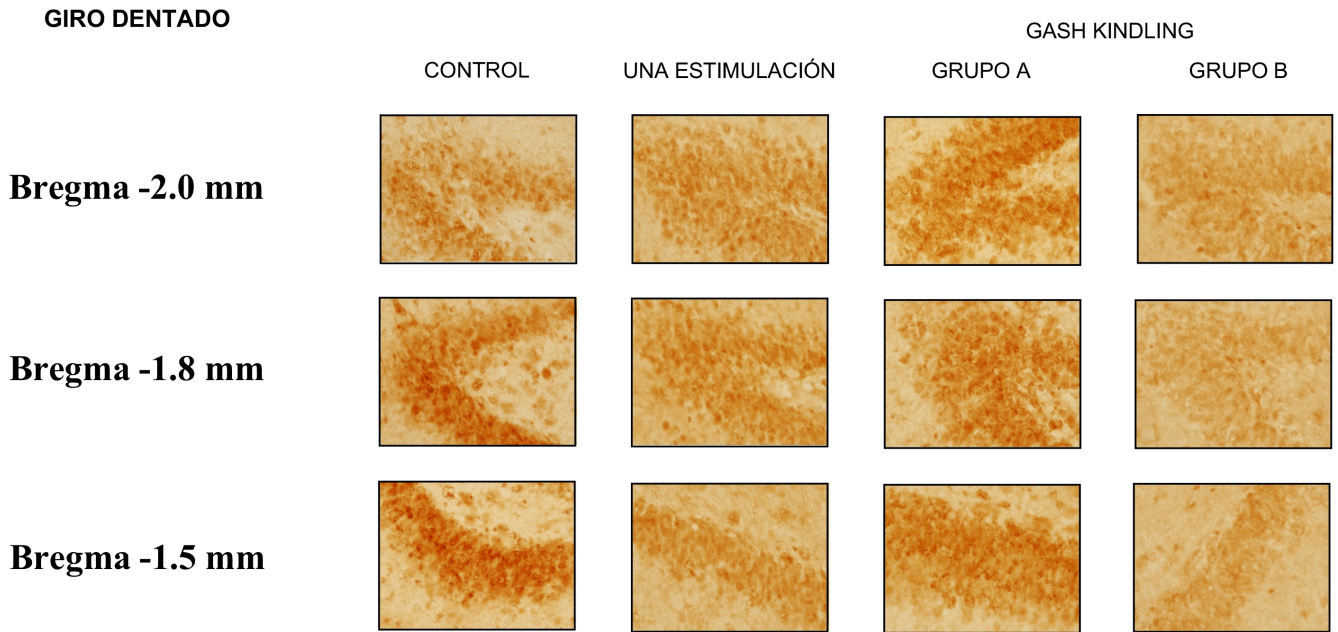 GIRO DENTADO
GASH KINDLING
CONTROL
UNA ESTIMULACIÓN
GRUPO A
GRUPO B
Bregma -2.0 mm
Bregma -1.8 mm
Bregma -1.5 mm